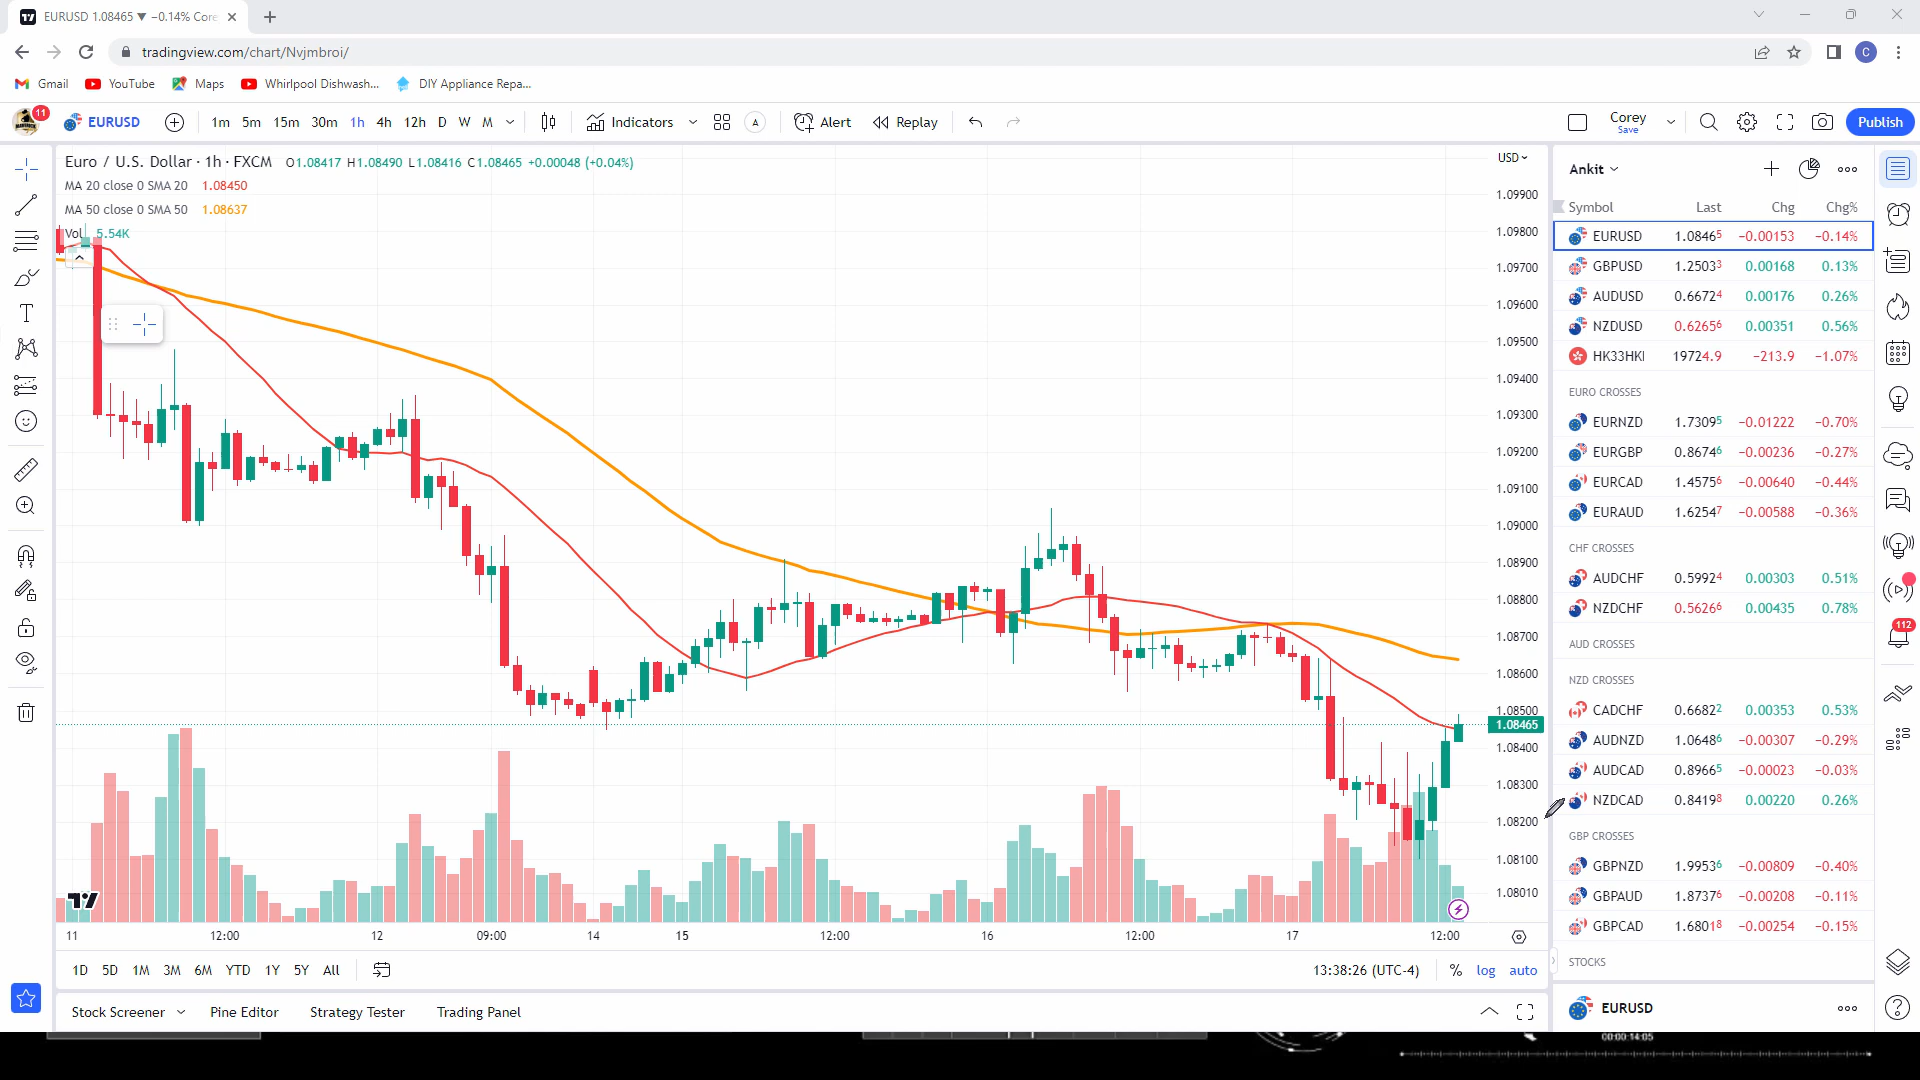 EURUSD 1.08465 ▼ −0.14% Core
tradingview.com/chart/Nvjmbroi/
C
Gmail YouTube Maps Whirlpool Dishwash... DIY Appliance Repa...
11 EURUSD 1m 5m 15m 30m 1h 4h 12h D W M Indicators A Alert Replay Corey Save Publish
Euro / U.S. Dollar · 1h · FXCM O1.08417 H1.08490 L1.08416 C1.08465 +0.00048 (+0.04%)
MA 20 close 0 SMA 20 1.08450
MA 50 close 0 SMA 50 1.08637
Vol 5.54K
USD
1.09900
1.09800
1.09700
1.09600
1.09500
1.09400
1.09300
1.09200
1.09100
1.09000
1.08900
1.08800
1.08700
1.08600
1.08500
1.08465
1.08400
1.08300
1.08200
1.08100
1.08010
11 12:00 12 09:00 14 15 12:00 16 12:00 17 12:00
1D 5D 1M 3M 6M YTD 1Y 5Y All 13:38:26 (UTC-4) % log auto
Stock Screener Pine Editor Strategy Tester Trading Panel
Ankit
Symbol Last Chg Chg%
EURUSD 1.08465 −0.00153 −0.14%
GBPUSD 1.25033 0.00168 0.13%
AUDUSD 0.66724 0.00176 0.26%
NZDUSD 0.62656 0.00351 0.56%
HK33HKI 19724.9 −213.9 −1.07%
EURO CROSSES
EURNZD 1.73095 −0.01222 −0.70%
EURGBP 0.86746 −0.00236 −0.27%
EURCAD 1.45756 −0.00640 −0.44%
EURAUD 1.62547 −0.00588 −0.36%
CHF CROSSES
AUDCHF 0.59924 0.00303 0.51%
NZDCHF 0.56266 0.00435 0.78%
AUD CROSSES
NZD CROSSES
CADCHF 0.66822 0.00353 0.53%
AUDNZD 1.06486 −0.00307 −0.29%
AUDCAD 0.89665 −0.00023 −0.03%
NZDCAD 0.84198 0.00220 0.26%
GBP CROSSES
GBPNZD 1.99536 −0.00809 −0.40%
GBPAUD 1.87376 −0.00208 −0.11%
GBPCAD 1.68018 −0.00254 −0.15%
STOCKS
EURUSD
112
00:00:14:05